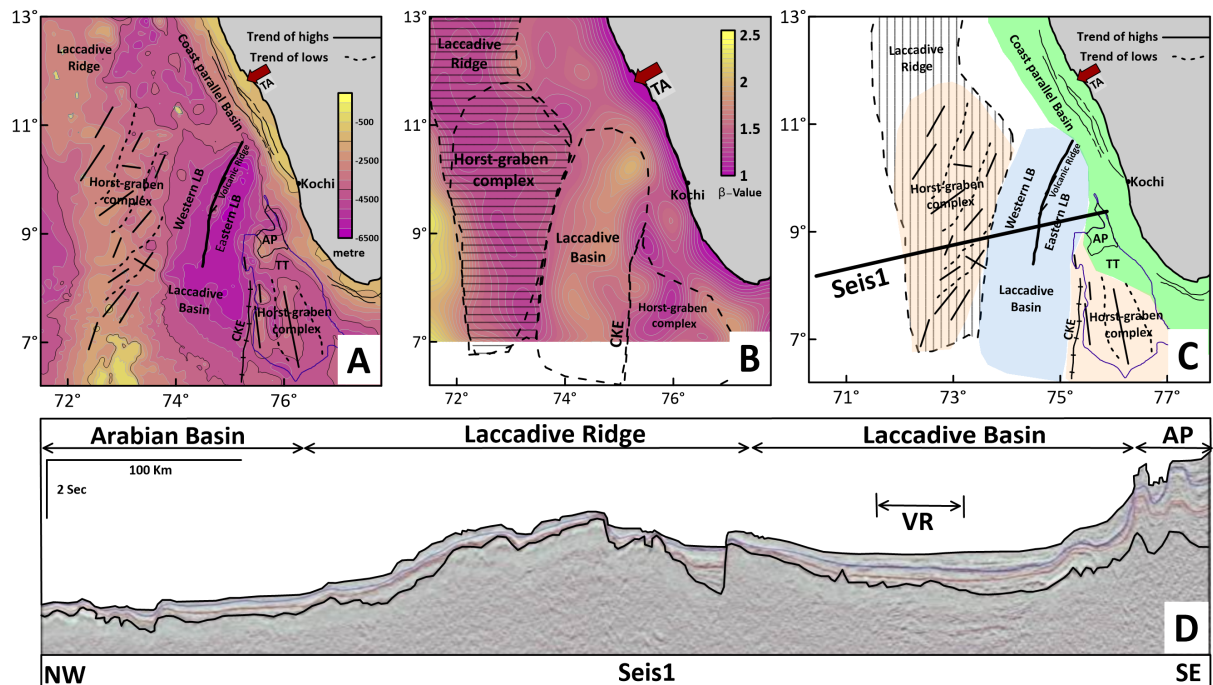 13°
11°
9°
7°
72°
74°
76°
Laccadive
Ridge
Trend of highs
Trend of lows
Coast parallel Basin
TA
-500
-2500
-4500
-6500
metre
Horst-graben
complex
Western LB
Volcanic Ridge
Eastern LB
Kochi
AP
TT
Laccadive
Basin
CKE
Horst-graben
complex
A
13°
11°
9°
7°
72°
74°
76°
Laccadive
Ridge
TA
2.5
2
1.5
1
β–Value
Horst-graben
complex
Kochi
Laccadive
Basin
CKE
Horst-graben
complex
B
13°
11°
9°
7°
71°
73°
75°
77°
Laccadive
Ridge
Trend of highs
Trend of lows
Coast parallel Basin
TA
Horst-graben
complex
Western LB
Volcanic Ridge
Eastern LB
Kochi
AP
TT
Seis1
Laccadive
Basin
CKE
Horst-graben
complex
C
Arabian Basin
Laccadive Ridge
Laccadive Basin
AP
100 Km
2 Sec
VR
D
NW
Seis1
SE